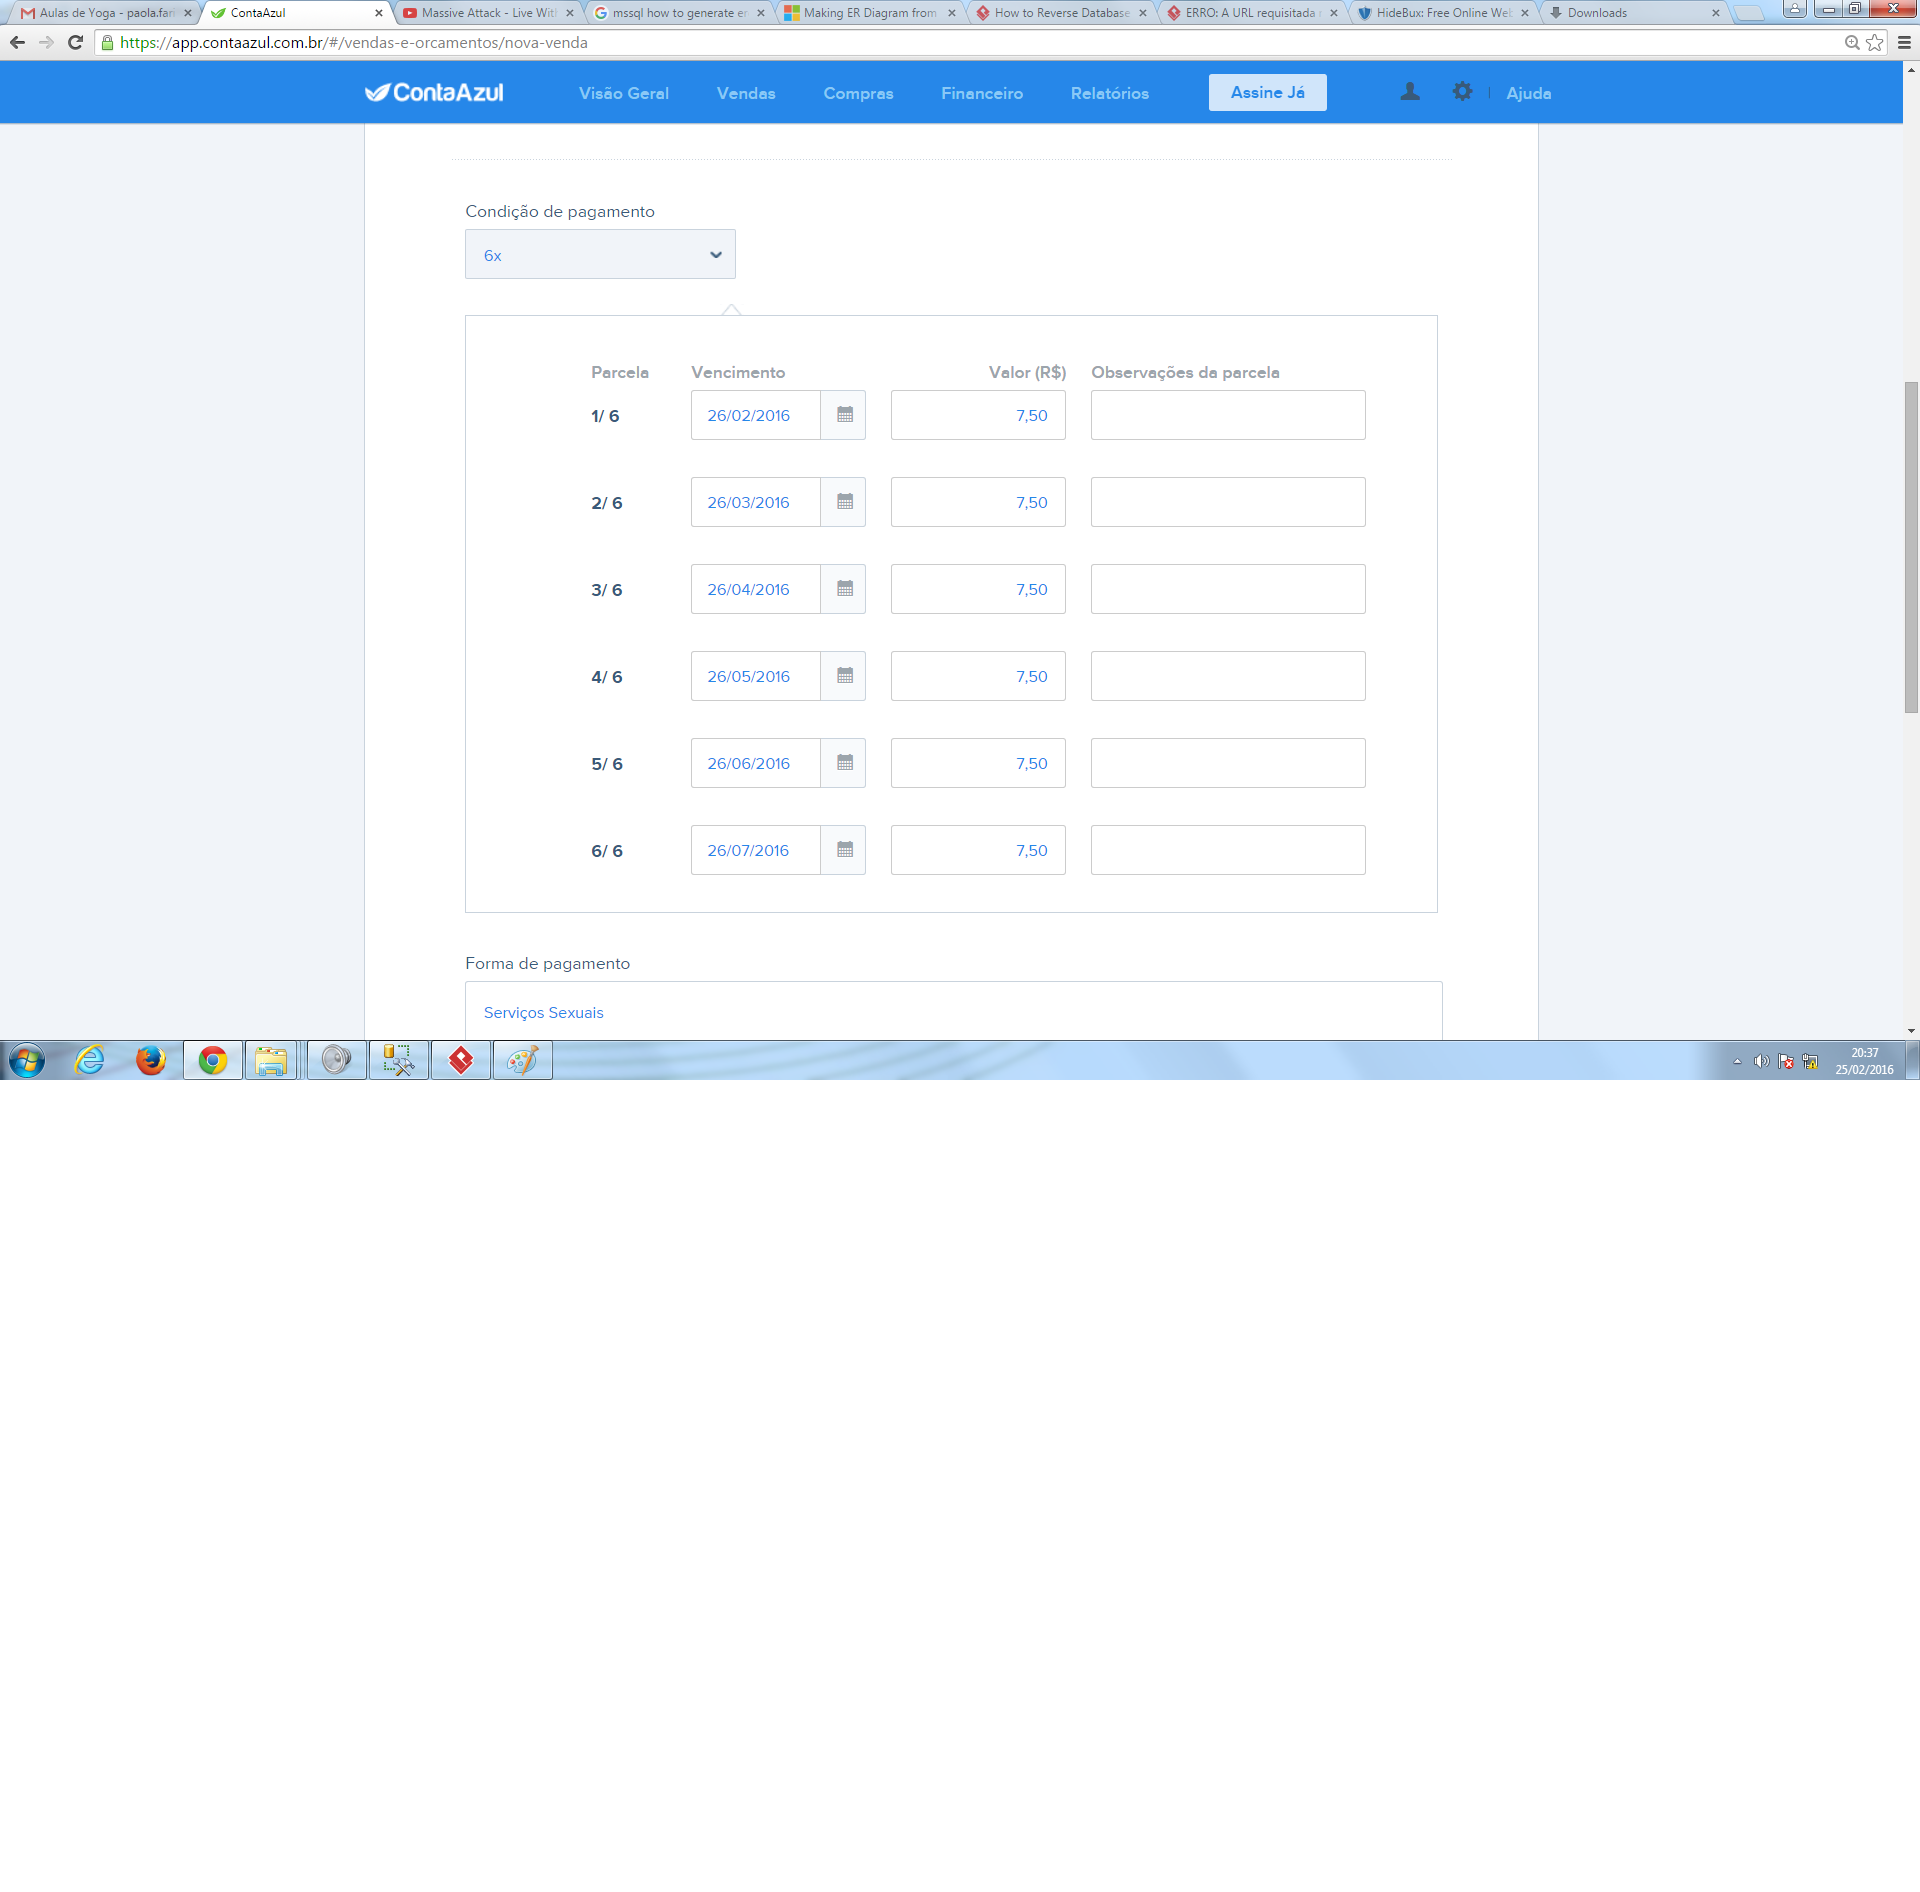 Aulas de Yoga - paola.fari
ContaAzul
Massive Attack - Live Wit
mssql how to generate e
Making ER Diagram from
How to Reverse Database
ERRO: A URL requisitada
HideBux: Free Online Web
Downloads
https://app.contaazul.com.br/#/vendas-e-orcamentos/nova-venda
ContaAzul
Visão Geral
Vendas
Compras
Financeiro
Relatórios
Assine Já
Ajuda
Condição de pagamento
6x
Parcela Vencimento Valor (R$) Observações da parcela
1/ 6 26/02/2016 7,50
2/ 6 26/03/2016 7,50
3/ 6 26/04/2016 7,50
4/ 6 26/05/2016 7,50
5/ 6 26/06/2016 7,50
6/ 6 26/07/2016 7,50
Forma de pagamento
Serviços Sexuais
20:37
25/02/2016